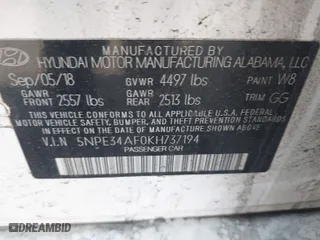 MANUFACTURED BY
HYUNDAI MOTOR MANUFACTURING ALABAMA, LLC
Sep/05/18 GVWR 4497 lbs PAINT W8
GAWR FRONT 2557 lbs GAWR REAR 2513 lbs TRIM GG
THIS VEHICLE CONFORMS TO ALL APPLICABLE U.S.A. FEDERAL
MOTOR VEHICLE SAFETY, BUMPER, AND THEFT
PREVENTION STANDARDS IN EFFECT ON THE DATE OF
MANUFACTURE SHOWN ABOVE.
V.I.N 5NPE34AF0KH737194
PASSENGER CAR